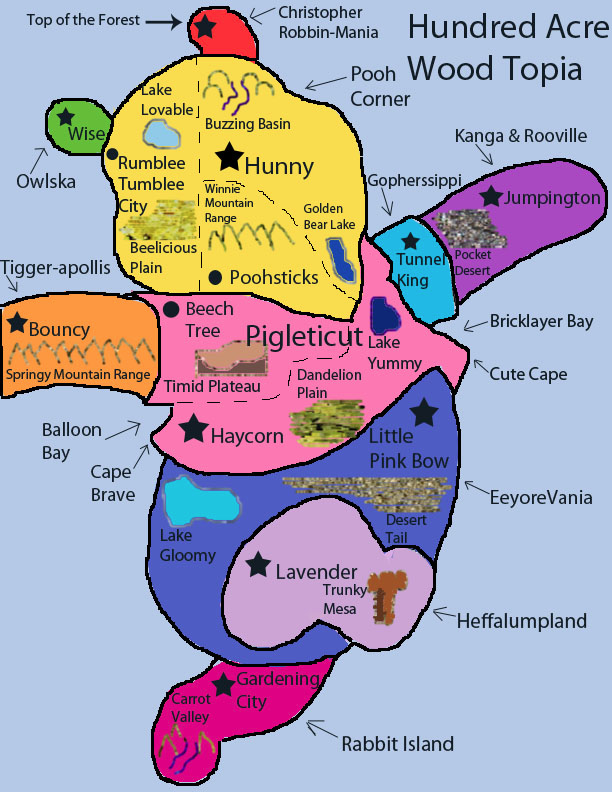 Hundred Acre
Wood Topia
Top of the Forest
Christopher
Robbin-Mania
Pooh
Corner
Lake
Lovable
Buzzing Basin
Wise
Owlska
Rumblee
Tumblee
City
Hunny
Winnie
Mountain
Range
Golden
Bear Lake
Beelicious
Plain
Poohsticks
Kanga & Rooville
Gopherssippi
Jumpington
Pocket
Desert
Tunnel
King
Tigger-apollis
Bouncy
Springy Mountain Range
Beech
Tree
Pigleticut
Lake
Yummy
Bricklayer Bay
Cute Cape
Timid Plateau
Dandelion
Plain
Balloon
Bay
Haycorn
Little
Pink Bow
Cape
Brave
EeyoreVania
Lake
Gloomy
Desert
Tail
Lavender
Trunky
Mesa
Heffalumpland
Gardening
City
Carrot
Valley
Rabbit Island